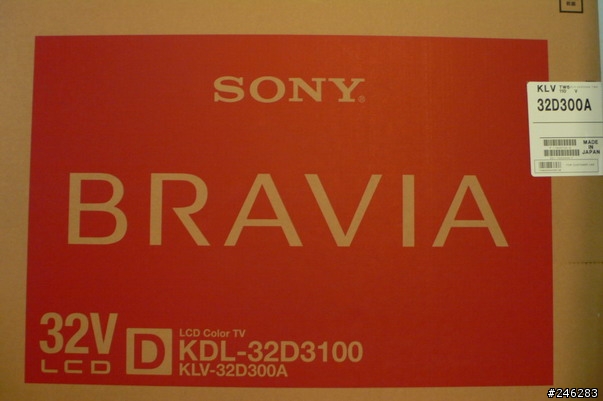 SONY®
BRAVIA
32V
LCD
D
LCD Color TV
KDL-32D3100
KLV-32D300A
KLV
32D300A
MADE
IN
JAPAN
#246283